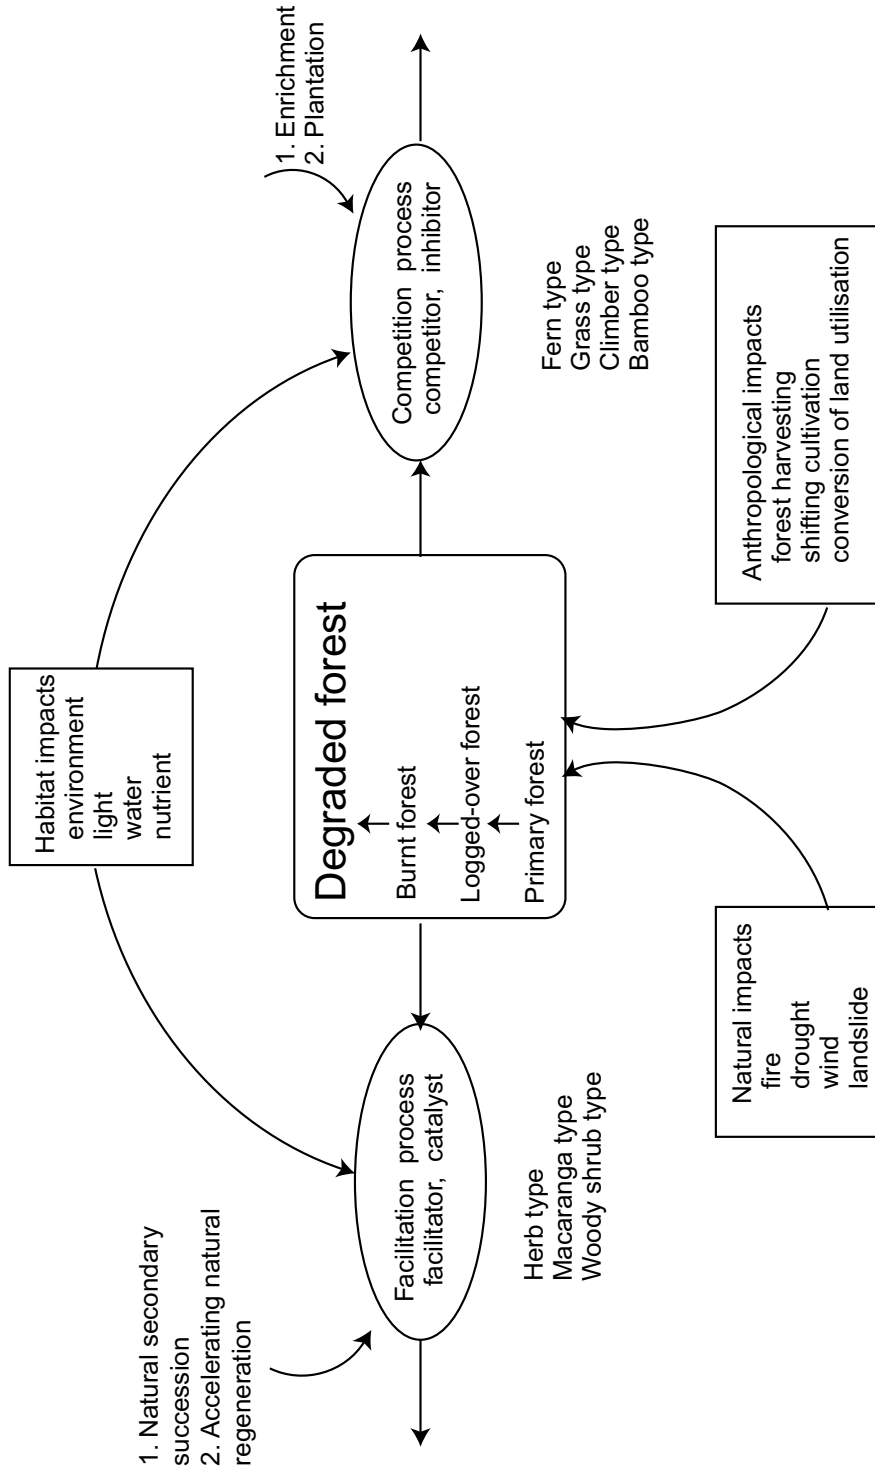 Habitat impacts
environment
light
water
nutrient
1. Natural secondary
succession
2. Accelerating natural
regeneration
1. Enrichment
2. Plantation
Facilitation process
facilitator, catalyst
Degraded forest
Burnt forest
Logged-over forest
Primary forest
Competition process
competitor, inhibitor
Herb type
Macaranga type
Woody shrub type
Fern type
Grass type
Climber type
Bamboo type
Natural impacts
fire
drought
wind
landslide
Anthropological impacts
forest harvesting
shifting cultivation
conversion of land utilisation